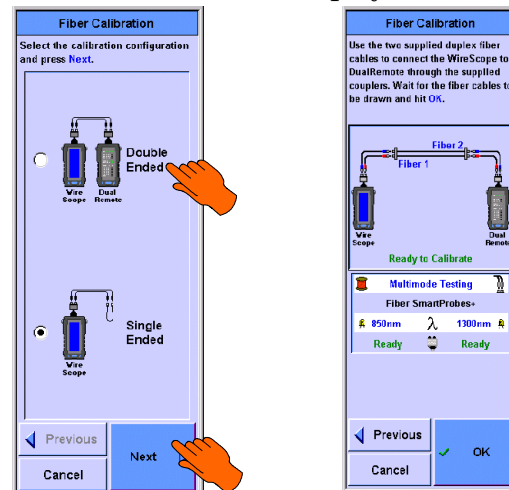 Fiber Calibration
Select the calibration configuration
and press Next.
Double
Ended
Wire
Scope
Dual
Remote
Single
Ended
Wire
Scope
Previous
Next
Cancel
Fiber Calibration
Use the two supplied duplex fiber
cables to connect the WireScope to
DualRemote through the supplied
couplers. Wait for the fiber cables to
be drawn and hit OK.
Fiber 2
Fiber 1
Wire
Scope
Dual
Remote
Ready to Calibrate
Multimode Testing
Fiber SmartProbes+
850nm λ 1300nm
Ready Ready
Previous
OK
Cancel